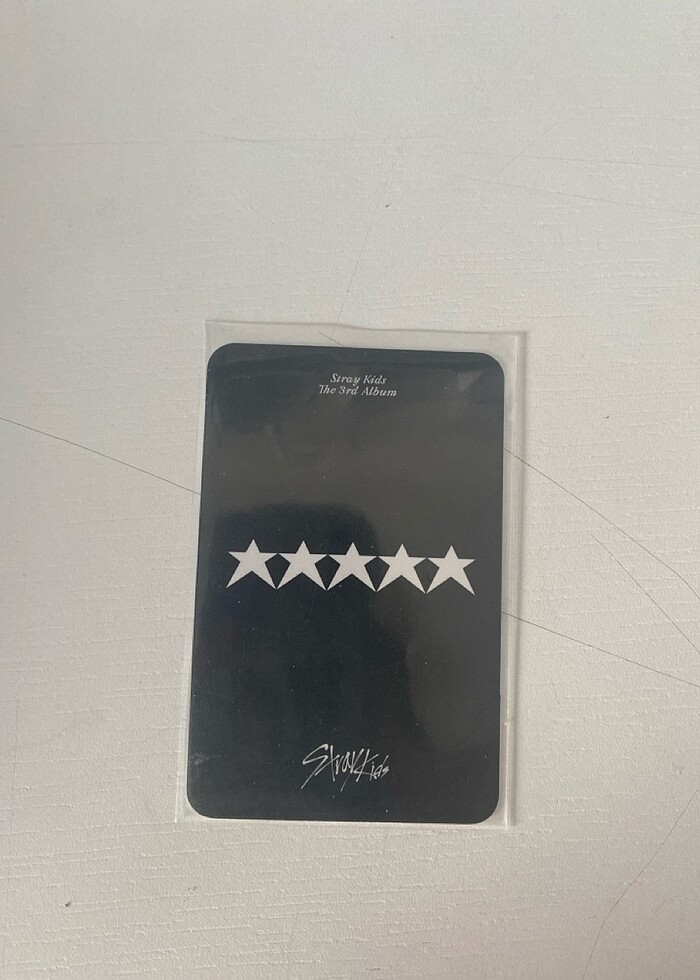 Stray Kids
The 3rd Album
★★★★★
Stray Kids